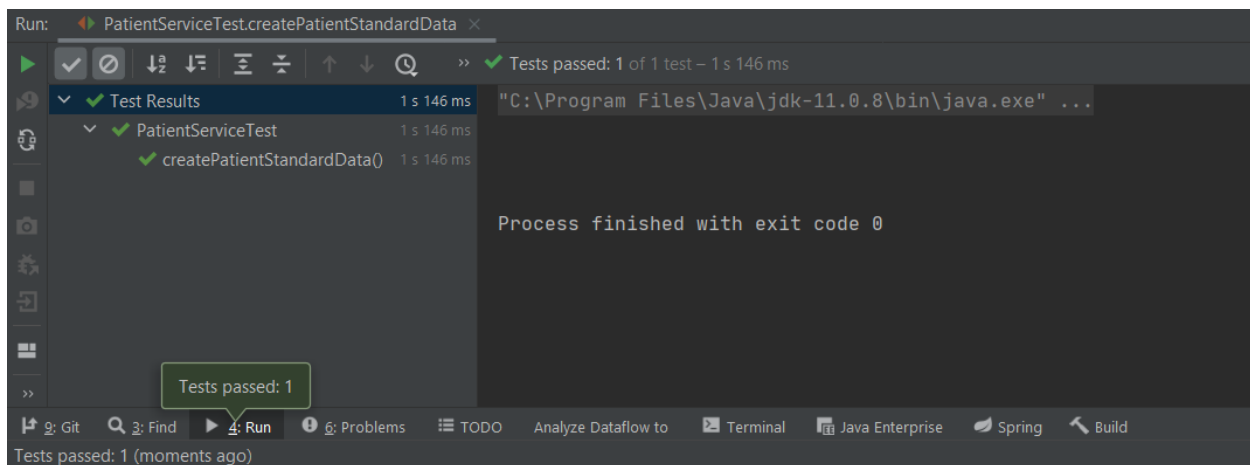 Run: PatientServiceTest.createPatientStandardData
Tests passed: 1 of 1 test – 1 s 146 ms
Test Results 1 s 146 ms
"C:\Program Files\Java\jdk-11.0.8\bin\java.exe" ...
PatientServiceTest 1 s 146 ms
createPatientStandardData() 1 s 146 ms
Process finished with exit code 0
Tests passed: 1
9: Git 3: Find 4: Run 6: Problems TODO Analyze Dataflow to Terminal Java Enterprise Spring Build
Tests passed: 1 (moments ago)